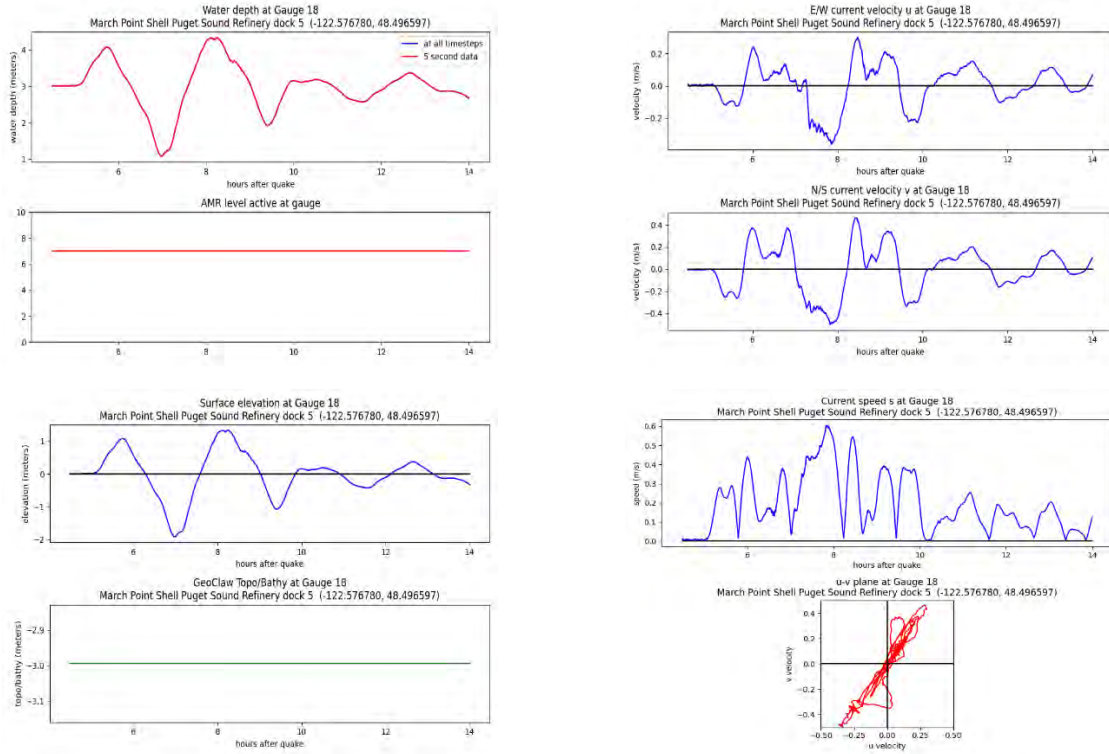 Water depth at Gauge 18
March Point Shell Puget Sound Refinery dock 5 (-122.576780, 48.496597)
at all timesteps
5 second data
water depth (meters)
4
3
2
1
6 8 10 12 14
hours after quake
AMR level active at gauge
10
8
6
4
2
0
6 8 10 12 14
hours after quake
Surface elevation at Gauge 18
March Point Shell Puget Sound Refinery dock 5 (-122.576780, 48.496597)
elevation (meters)
1
0
−1
−2
6 8 10 12 14
hours after quake
GeoClaw Topo/Bathy at Gauge 18
March Point Shell Puget Sound Refinery dock 5 (-122.576780, 48.496597)
topo/bathy (meters)
−2.9
−3.0
−3.1
6 8 10 12 14
hours after quake
E/W current velocity u at Gauge 18
March Point Shell Puget Sound Refinery dock 5 (-122.576780, 48.496597)
velocity (m/s)
0.2
0.0
−0.2
6 8 10 12 14
hours after quake
N/S current velocity v at Gauge 18
March Point Shell Puget Sound Refinery dock 5 (-122.576780, 48.496597)
velocity (m/s)
0.4
0.2
0.0
−0.2
−0.4
6 8 10 12 14
hours after quake
Current speed s at Gauge 18
March Point Shell Puget Sound Refinery dock 5 (-122.576780, 48.496597)
speed (m/s)
0.6
0.5
0.4
0.3
0.2
0.1
0.0
6 8 10 12 14
hours after quake
u-v plane at Gauge 18
March Point Shell Puget Sound Refinery dock 5 (-122.576780, 48.496597)
v velocity
0.4
0.2
0.0
−0.2
−0.4
−0.50 −0.25 0.00 0.25 0.50
u velocity